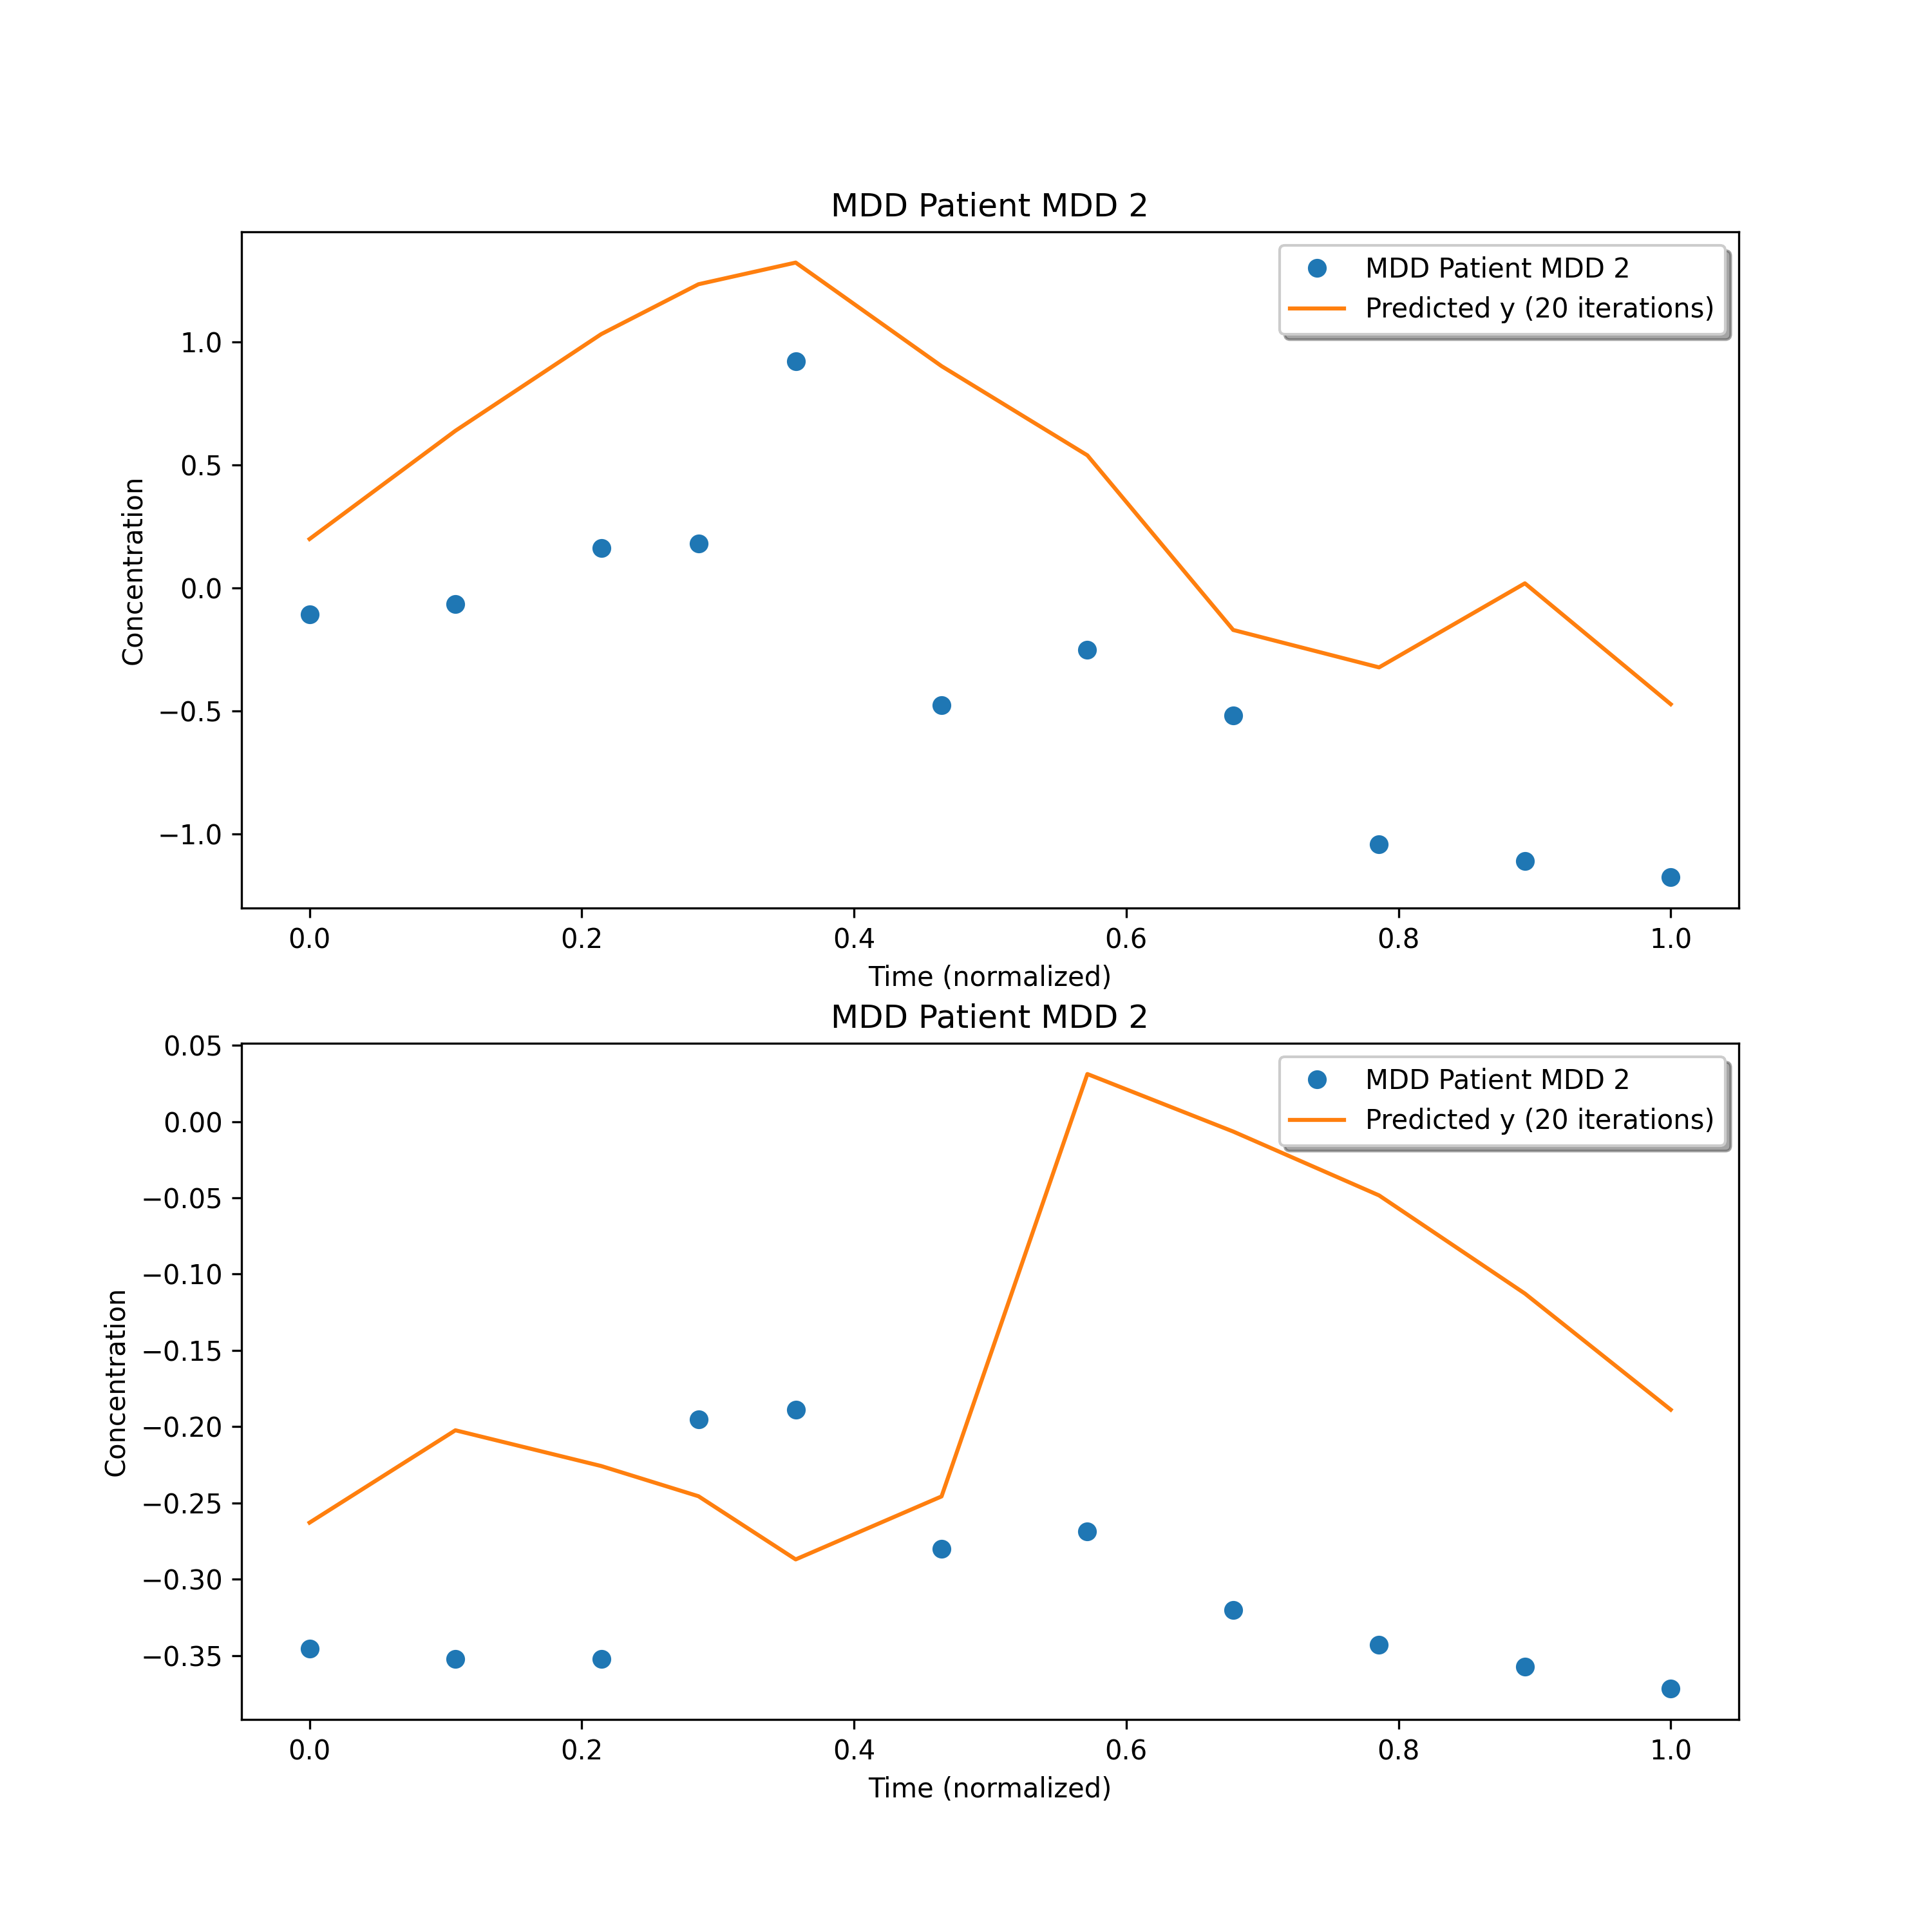 MDD Patient MDD 2
MDD Patient MDD 2
Predicted y (20 iterations)
1.0
0.5
0.0
−0.5
−1.0
Concentration
0.0 0.2 0.4 0.6 0.8 1.0
Time (normalized)
MDD Patient MDD 2
MDD Patient MDD 2
Predicted y (20 iterations)
0.05
0.00
−0.05
−0.10
−0.15
−0.20
−0.25
−0.30
−0.35
Concentration
0.0 0.2 0.4 0.6 0.8 1.0
Time (normalized)